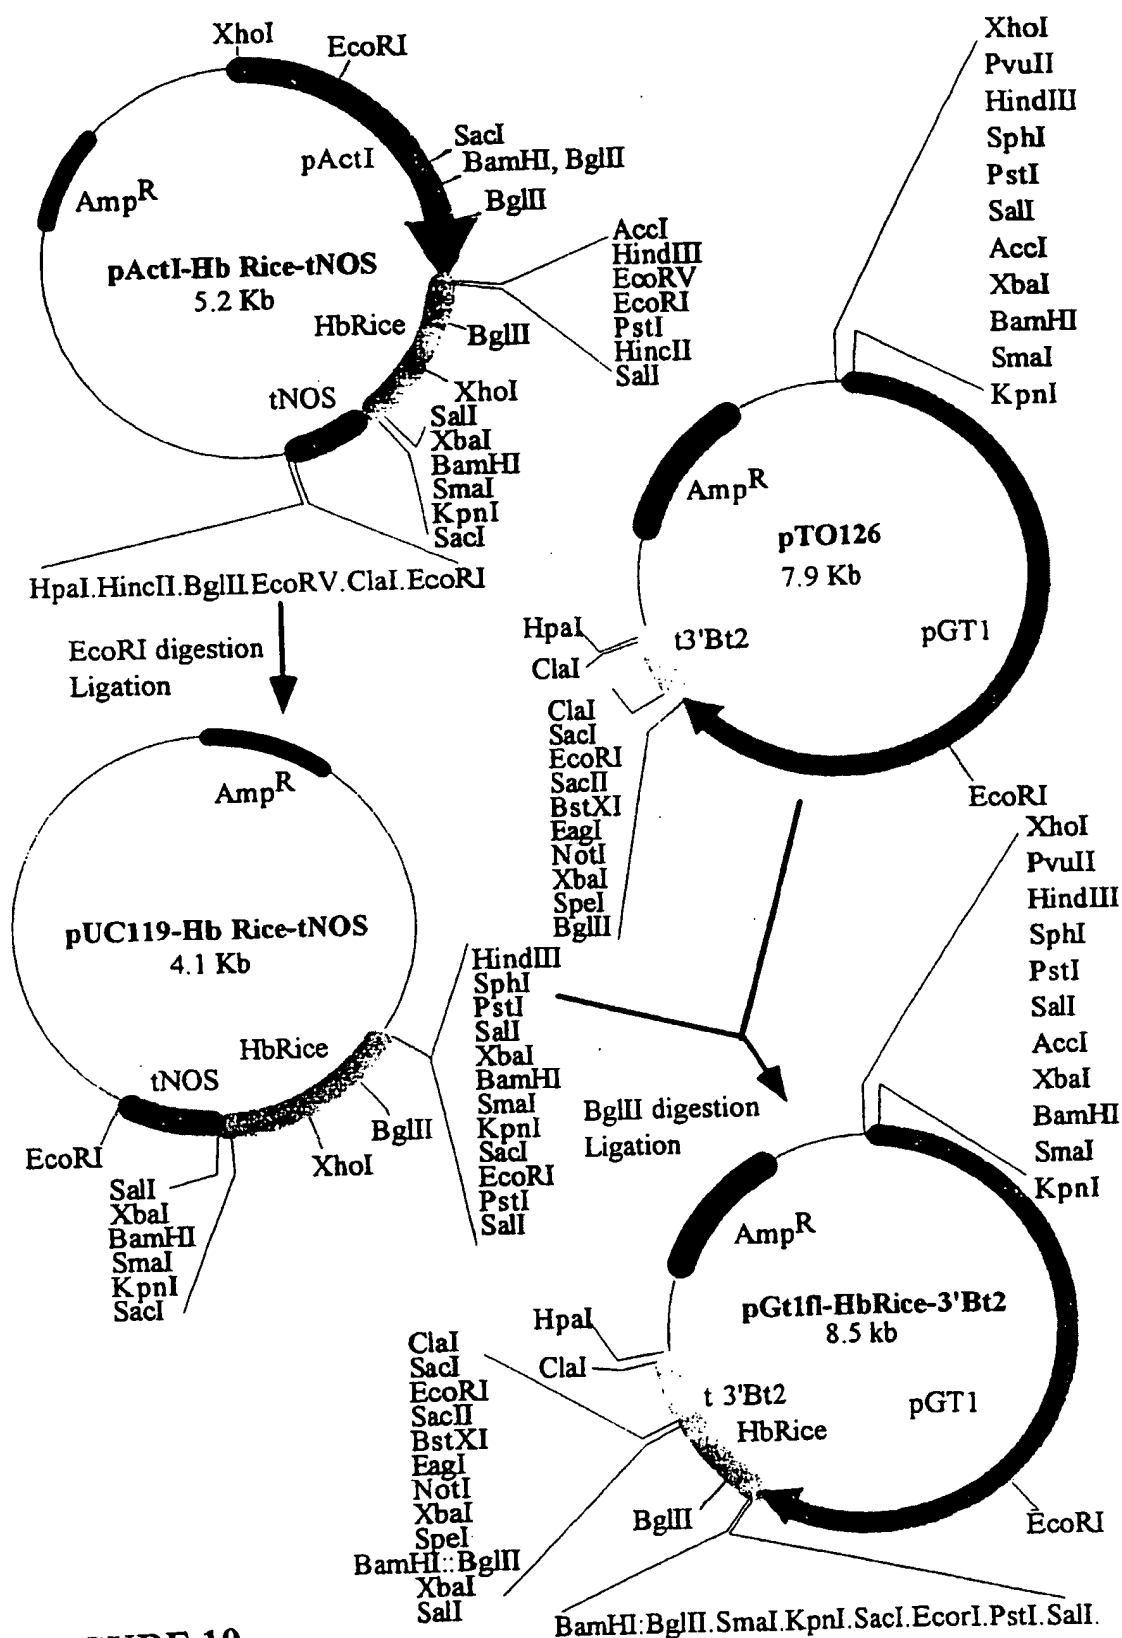 XhoI
EcoRI
pActI
SacI
BamHI, BglII
BglII
AmpR
pActI-Hb Rice-tNOS
5.2 Kb
HbRice
tNOS
AccI
HindIII
EcoRV
EcoRI
PstI
HincII
SalI
BglII
XhoI
SalI
XbaI
BamHI
SmaI
KpnI
SacI
HpaI.HincII.BglII.EcoRV.ClaI.EcoRI
EcoRI digestion
Ligation
XhoI
PvuII
HindIII
SphI
PstI
SalI
AccI
XbaI
BamHI
SmaI
KpnI
AmpR
pTO126
7.9 Kb
pGT1
HpaI
t3'Bt2
ClaI
ClaI
SacI
EcoRI
SacII
BstXI
EagI
NotI
XbaI
SpeI
BglII
EcoRI
AmpR
pUC119-Hb Rice-tNOS
4.1 Kb
HbRice
tNOS
EcoRI
BglII
XhoI
SalI
XbaI
BamHI
SmaI
KpnI
SacI
HindIII
SphI
PstI
SalI
XbaI
BamHI
SmaI
KpnI
SacI
EcoRI
PstI
SalI
BglII digestion
Ligation
XhoI
PvuII
HindIII
SphI
PstI
SalI
AccI
XbaI
BamHI
SmaI
KpnI
AmpR
pGt1fl-HbRice-3'Bt2
8.5 kb
HpaI
ClaI
t 3'Bt2
HbRice
pGT1
ClaI
SacI
EcoRI
SacII
BstXI
EagI
NotI
XbaI
SpeI
BamHI::BglII
XbaI
SalI
BglII
EcoRI
BamHI:BglII.SmaI.KpnI.SacI.EcorI.PstI.SalI.